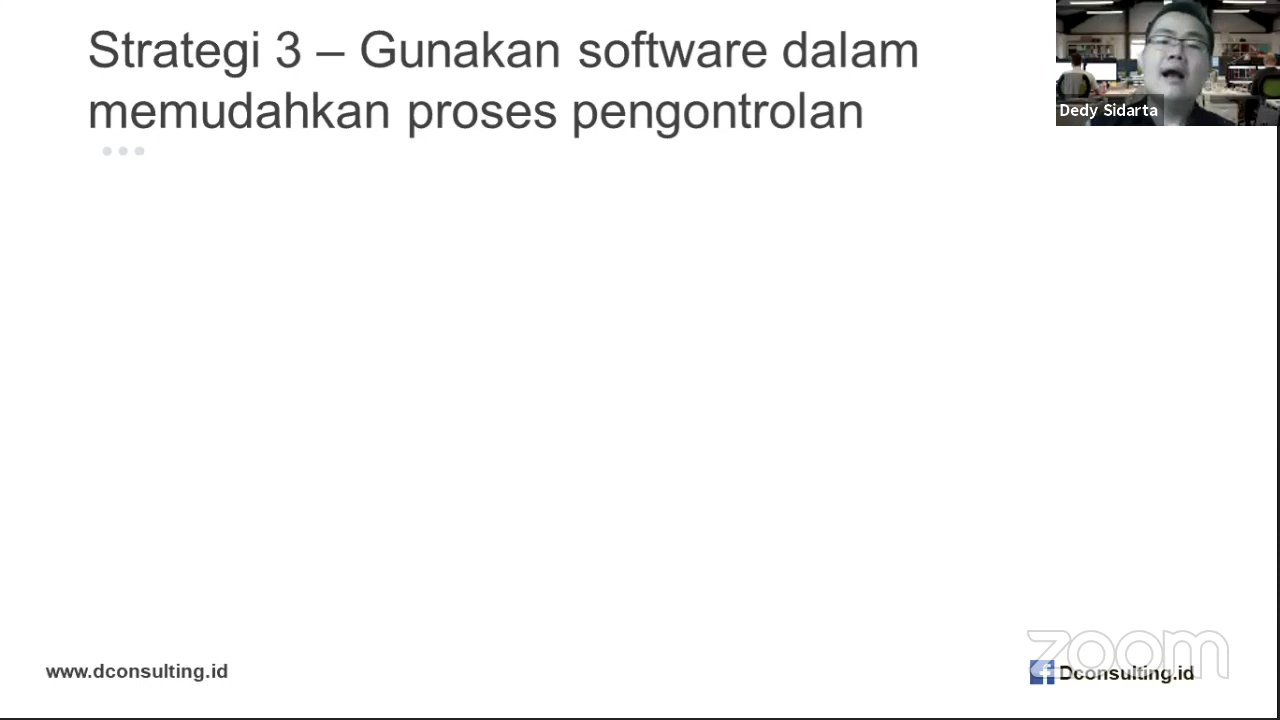 Strategi 3 – Gunakan software dalam
memudahkan proses pengontrolan
Dedy Sidarta
www.dconsulting.id
zoom
Dconsulting.id